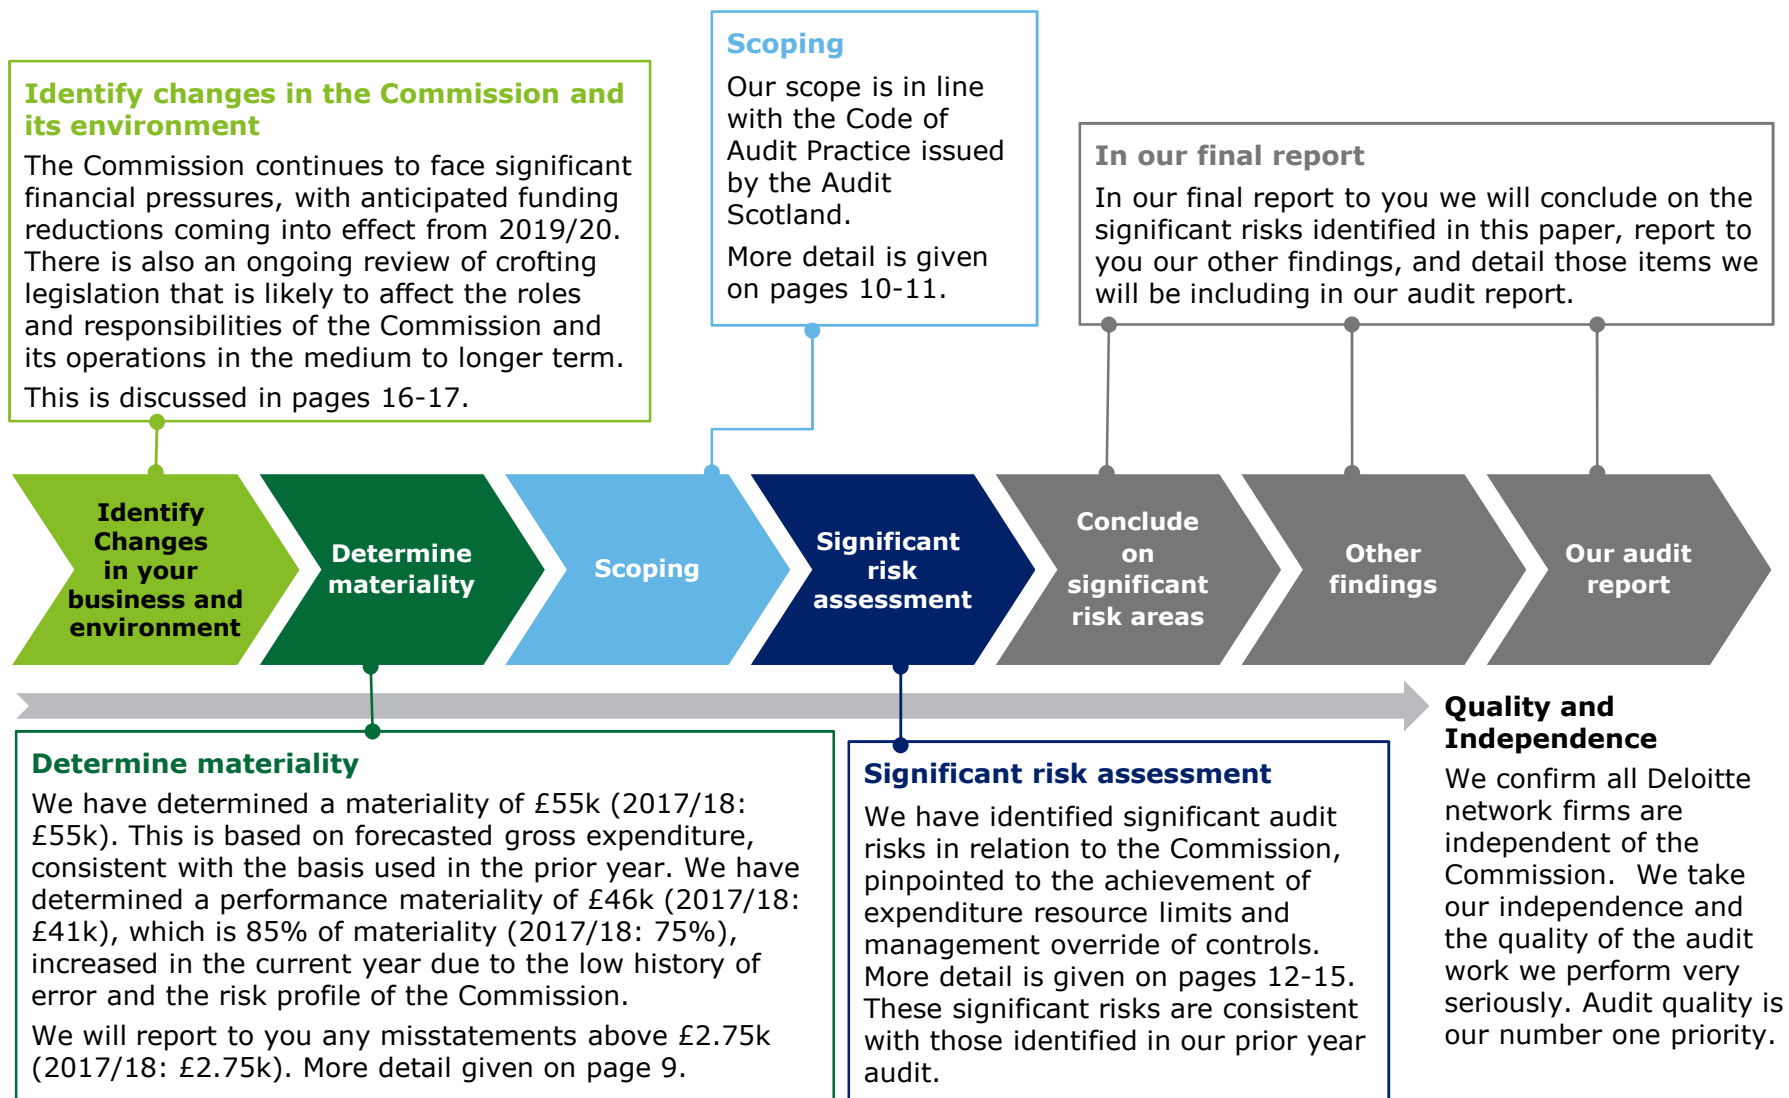 Identify changes in the Commission and
its environment
The Commission continues to face significant
financial pressures, with anticipated funding
reductions coming into effect from 2019/20.
There is also an ongoing review of crofting
legislation that is likely to affect the roles
and responsibilities of the Commission and
its operations in the medium to longer term.
This is discussed in pages 16-17.
Scoping
Our scope is in line
with the Code of
Audit Practice issued
by the Audit
Scotland.
More detail is given
on pages 10-11.
In our final report
In our final report to you we will conclude on the
significant risks identified in this paper, report to
you our other findings, and detail those items we
will be including in our audit report.
Identify
Changes
in your
business and
environment
Determine
materiality
Scoping
Significant
risk
assessment
Conclude
on
significant
risk areas
Other
findings
Our audit
report
Determine materiality
We have determined a materiality of £55k (2017/18:
£55k). This is based on forecasted gross expenditure,
consistent with the basis used in the prior year. We have
determined a performance materiality of £46k (2017/18:
£41k), which is 85% of materiality (2017/18: 75%),
increased in the current year due to the low history of
error and the risk profile of the Commission.
We will report to you any misstatements above £2.75k
(2017/18: £2.75k). More detail given on page 9.
Significant risk assessment
We have identified significant audit
risks in relation to the Commission,
pinpointed to the achievement of
expenditure resource limits and
management override of controls.
More detail is given on pages 12-15.
These significant risks are consistent
with those identified in our prior year
audit.
Quality and
Independence
We confirm all Deloitte
network firms are
independent of the
Commission.  We take
our independence and
the quality of the audit
work we perform very
seriously. Audit quality is
our number one priority.